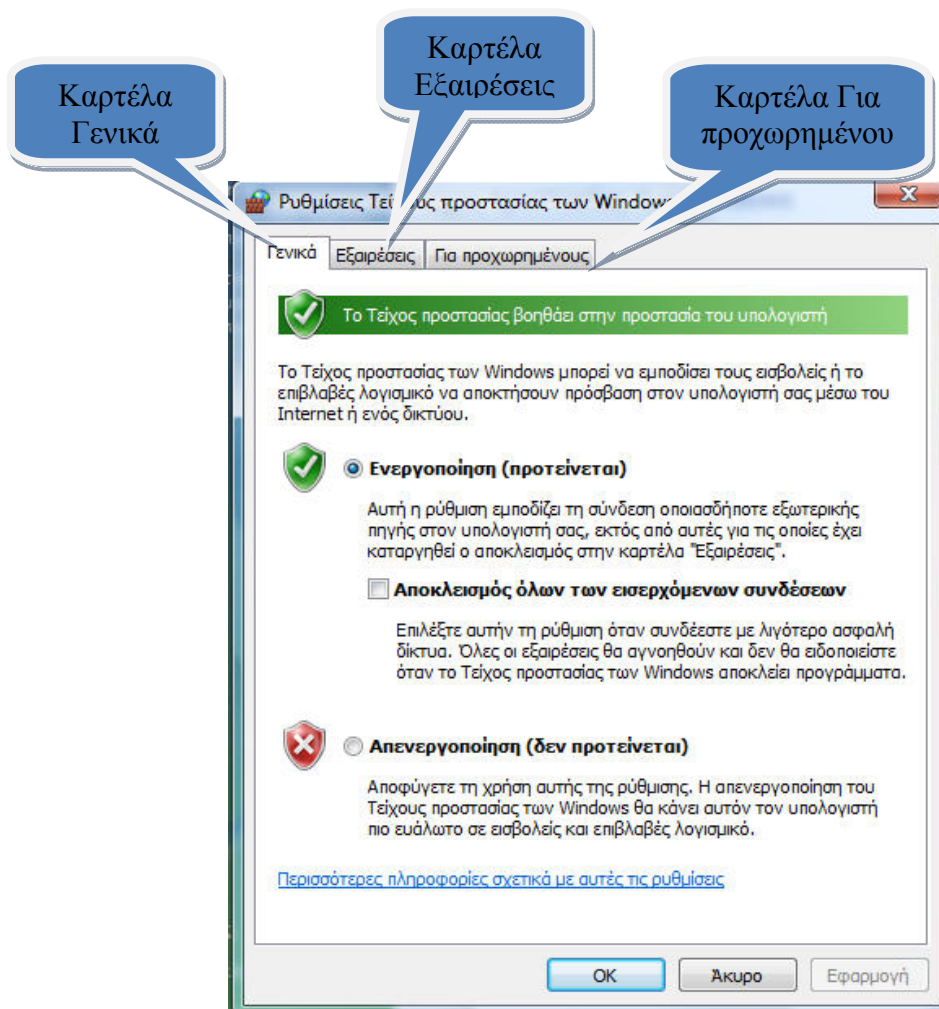 Καρτέλα
Γενικά
Καρτέλα
Εξαιρέσεις
Καρτέλα Για
προχωρημένου
Ρυθμίσεις προστασίας των
Γενικά Εξαιρέσεις Για προχωρημένους
Το Τείχος προστασίας βοηθάει στην προστασία του υπολογιστή
Το Τείχος προστασίας των Windows μπορεί να εμποδίσει τους εισβολείς ή το
επιβλαβές λογισμικό να αποκτήσουν πρόσβαση στον υπολογιστή σας μέσω του
Internet ή ενός δικτύου.
Ενεργοποίηση (προτείνεται)
Αυτή η ρύθμιση εμποδίζει τη σύνδεση οποιασδήποτε εξωτερικής
πηγής στον υπολογιστή σας, εκτός από αυτές για τις οποίες έχει
καταργηθεί ο αποκλεισμός στην καρτέλα "Εξαιρέσεις".
Αποκλεισμός όλων των εισερχόμενων συνδέσεων
Επιλέξτε αυτήν τη ρύθμιση όταν συνδέεστε με λιγότερο ασφαλή
δίκτυα. Όλες οι εξαιρέσεις θα αγνοηθούν και δεν θα ειδοποιείστε
όταν το Τείχος προστασίας των Windows αποκλείει προγράμματα.
Απενεργοποίηση (δεν προτείνεται)
Αποφύγετε τη χρήση αυτής της ρύθμισης. Η απενεργοποίηση του
Τείχους προστασίας των Windows θα κάνει αυτόν τον υπολογιστή
πιο ευάλωτο σε εισβολείς και επιβλαβές λογισμικό.
Περισσότερες πληροφορίες σχετικά με αυτές τις ρυθμίσεις
OK Άκυρο Εφαρμογή